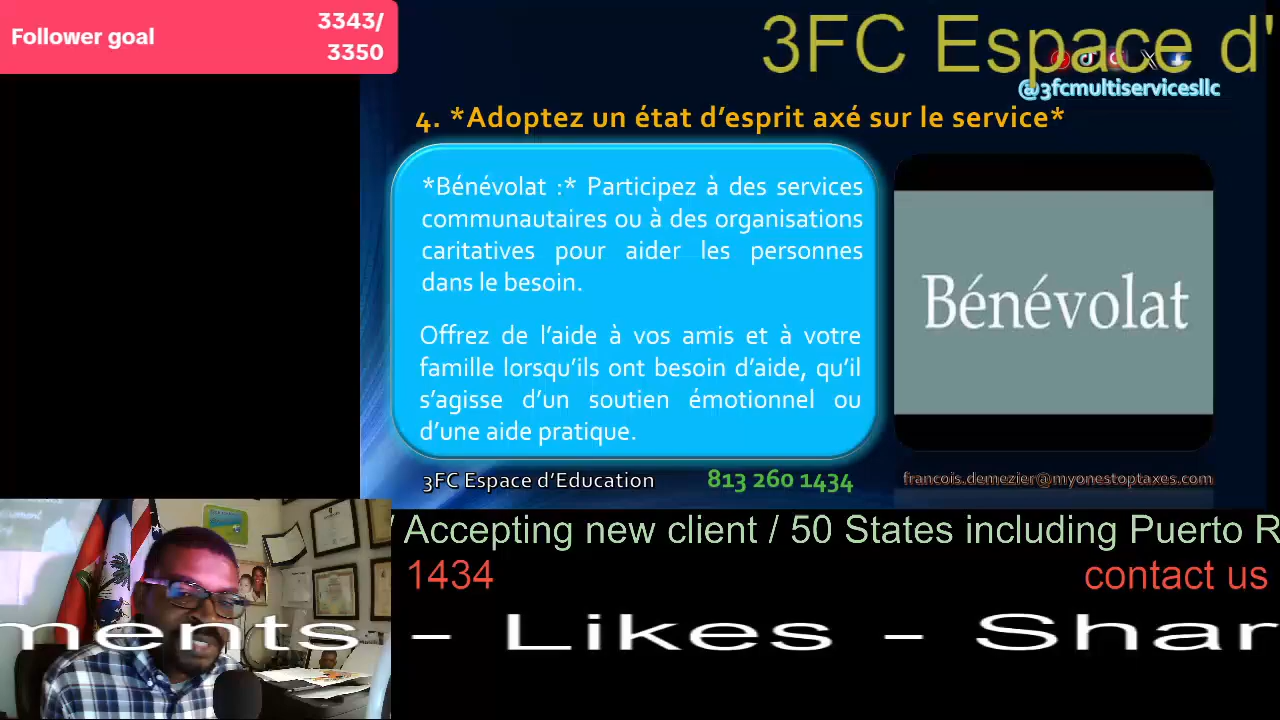 Follower goal
3343/
3350
3FC Espace d'
@3fcmultiservicesllc
4. *Adoptez un état d’esprit axé sur le service*
*Bénévolat :* Participez à des services
communautaires ou à des organisations
caritatives pour aider les personnes
dans le besoin.
Offrez de l’aide à vos amis et à votre
famille lorsqu’ils ont besoin d’aide, qu’il
s’agisse d’un soutien émotionnel ou
d’une aide pratique.
Bénévolat
3FC Espace d’Education
813 260 1434
francois.demezier@myonestoptaxes.com
/ Accepting new client / 50 States including Puerto R
1434
contact us
ments - Likes - Shar